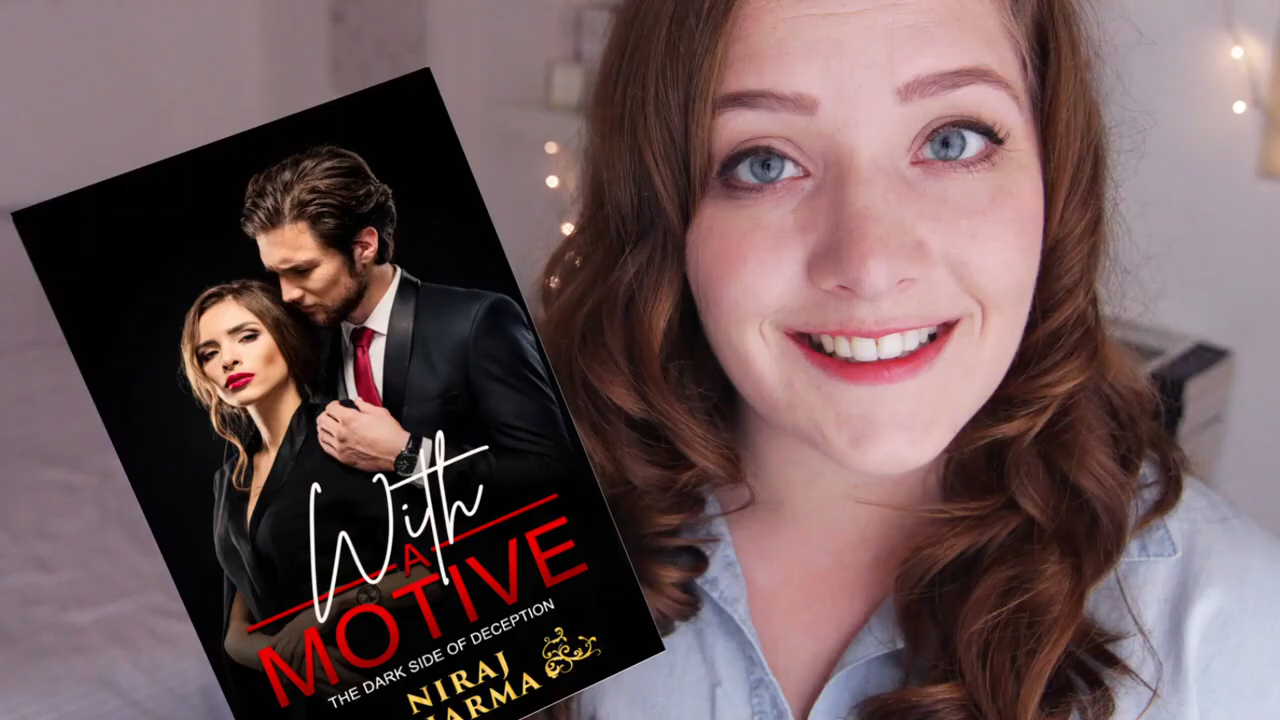 With
A
MOTIVE
THE DARK SIDE OF DECEPTION
NIRAJ